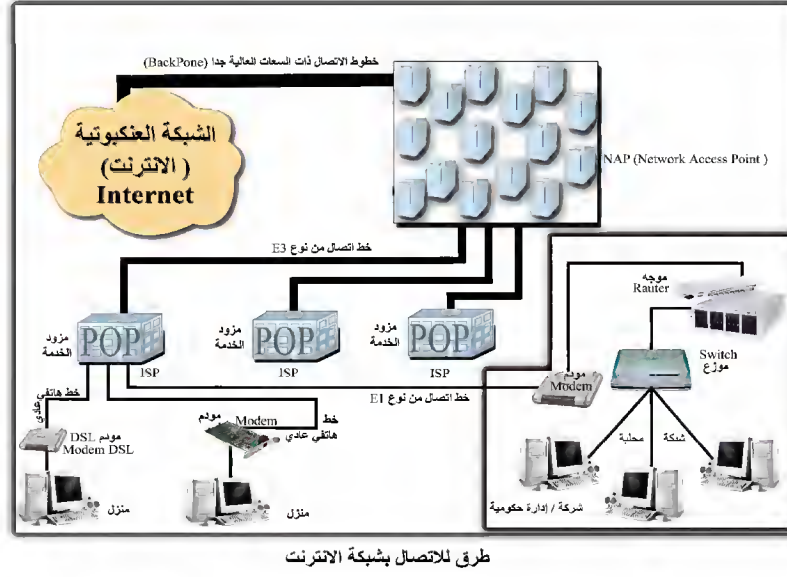 خطوط الاتصال ذات السعات العالية جدا (BackPone)
الشبكة العنكبوتية
(الانترنت)
Internet
NAP (Network Access Point )
خط اتصال من نوع E3
موجه
Rauter
مزود
الخدمة
POP
ISP
مزود
الخدمة
POP
ISP
مزود
الخدمة
POP
ISP
Switch
موزع
مودم
Modem
خط اتصال من نوع E1
خط هاتفي عادي
مودم DSL
Modem DSL
منزل
مودم
Modem
خط
هاتفي عادي
منزل
شبكة محلية
شركة / إدارة حكومية
طرق للاتصال بشبكة الانترنت